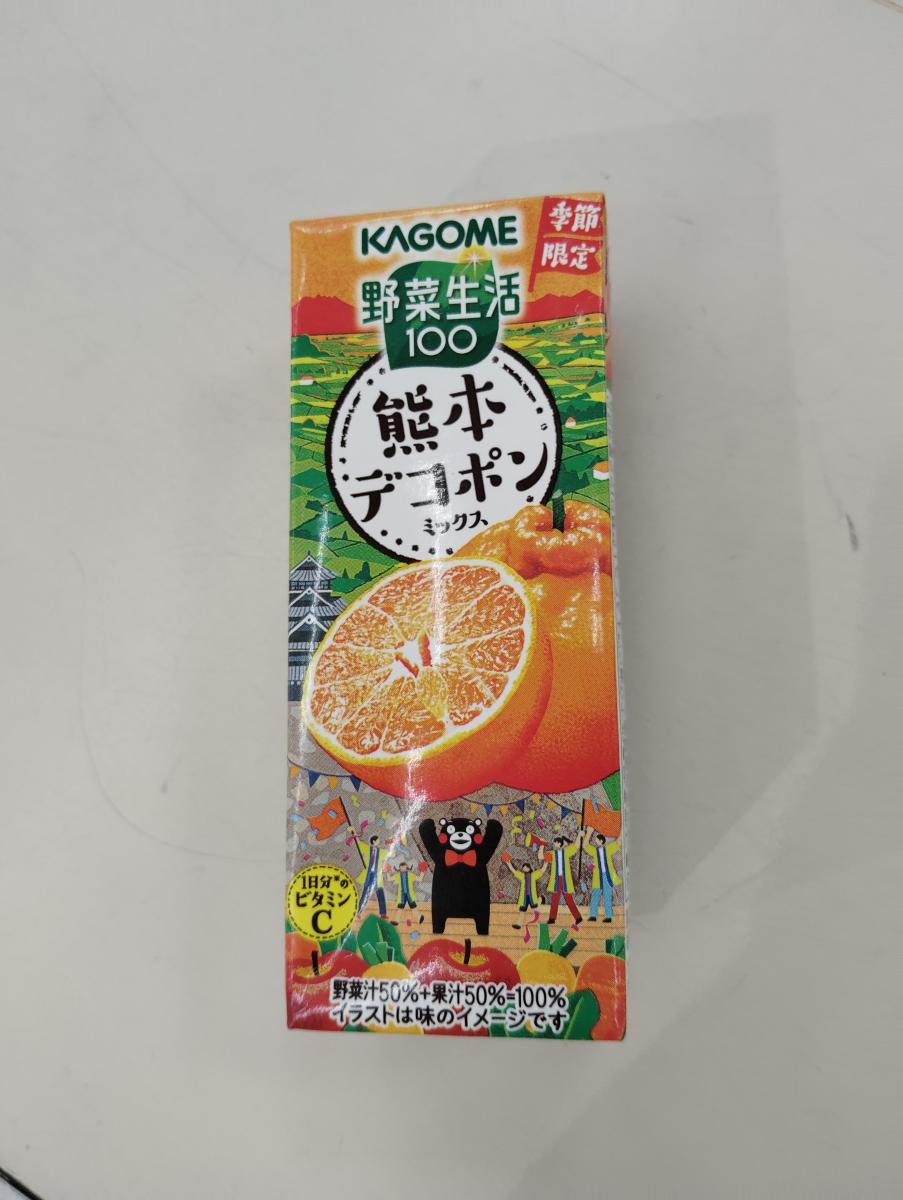 KAGOME
季節
限定
野菜生活
100
熊本
デコポン
ミックス
1日分※の
ビタミン
C
野菜汁50%+果汁50%=100%
イラストは味のイメージです